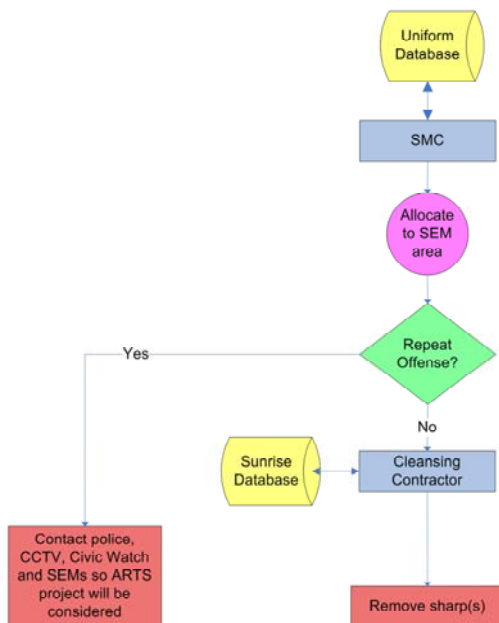 Uniform
Database
SMC
Allocate
to SEM
area
Repeat
Offense?
Yes
No
Sunrise
Database
Cleansing
Contractor
Contact police,
CCTV, Civic Watch
and SEMs so ARTS
project will be
considered
Remove sharp(s)